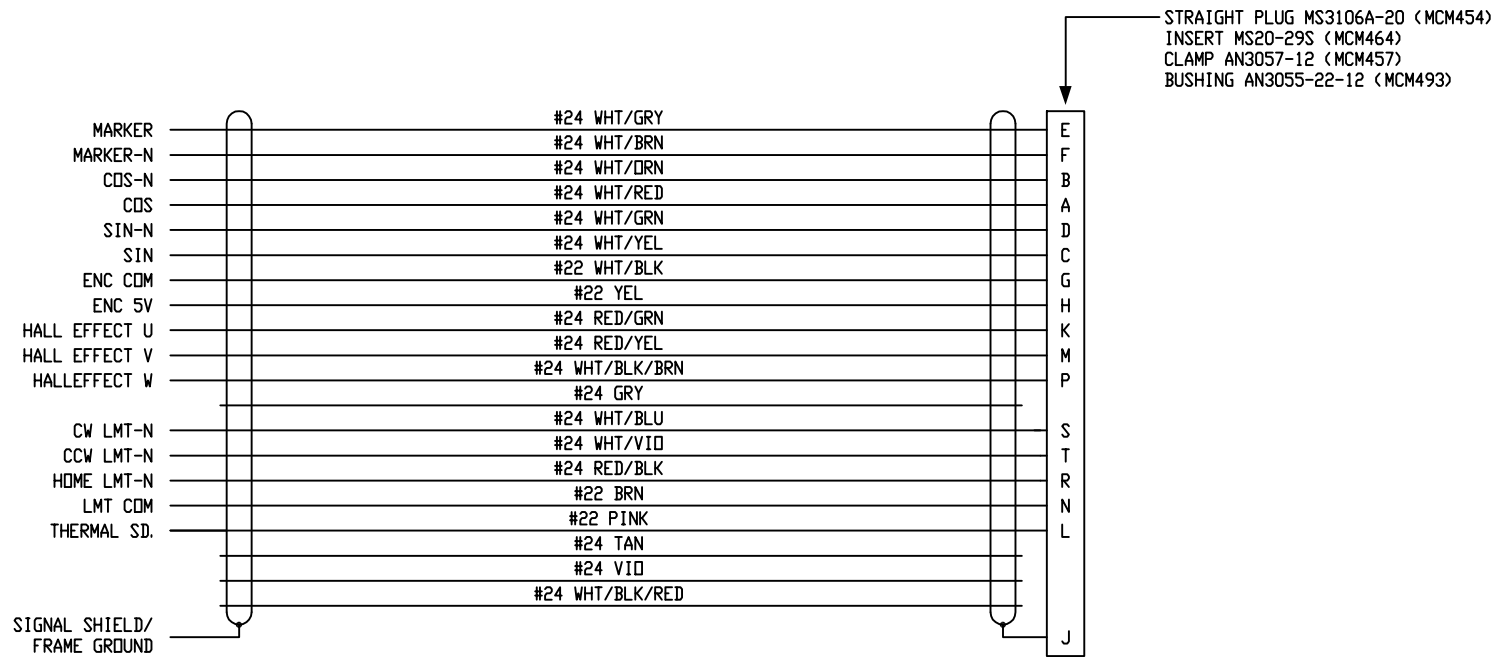 STRAIGHT PLUG MS3106A-20 (MCM454)
INSERT MS20-29S (MCM464)
CLAMP AN3057-12 (MCM457)
BUSHING AN3055-22-12 (MCM493)
MARKER #24 WHT/GRY E
MARKER-N #24 WHT/BRN F
COS-N #24 WHT/ORN B
COS #24 WHT/RED A
SIN-N #24 WHT/GRN D
SIN #24 WHT/YEL C
ENC COM #22 WHT/BLK G
ENC 5V #22 YEL H
HALL EFFECT U #24 RED/GRN K
HALL EFFECT V #24 RED/YEL M
HALLEFFECT W #24 WHT/BLK/BRN P
#24 GRY
CW LMT-N #24 WHT/BLU S
CCW LMT-N #24 WHT/VIO T
HOME LMT-N #24 RED/BLK R
LMT COM #22 BRN N
THERMAL SD. #22 PINK L
#24 TAN
#24 VIO
#24 WHT/BLK/RED
SIGNAL SHIELD/
FRAME GROUND J